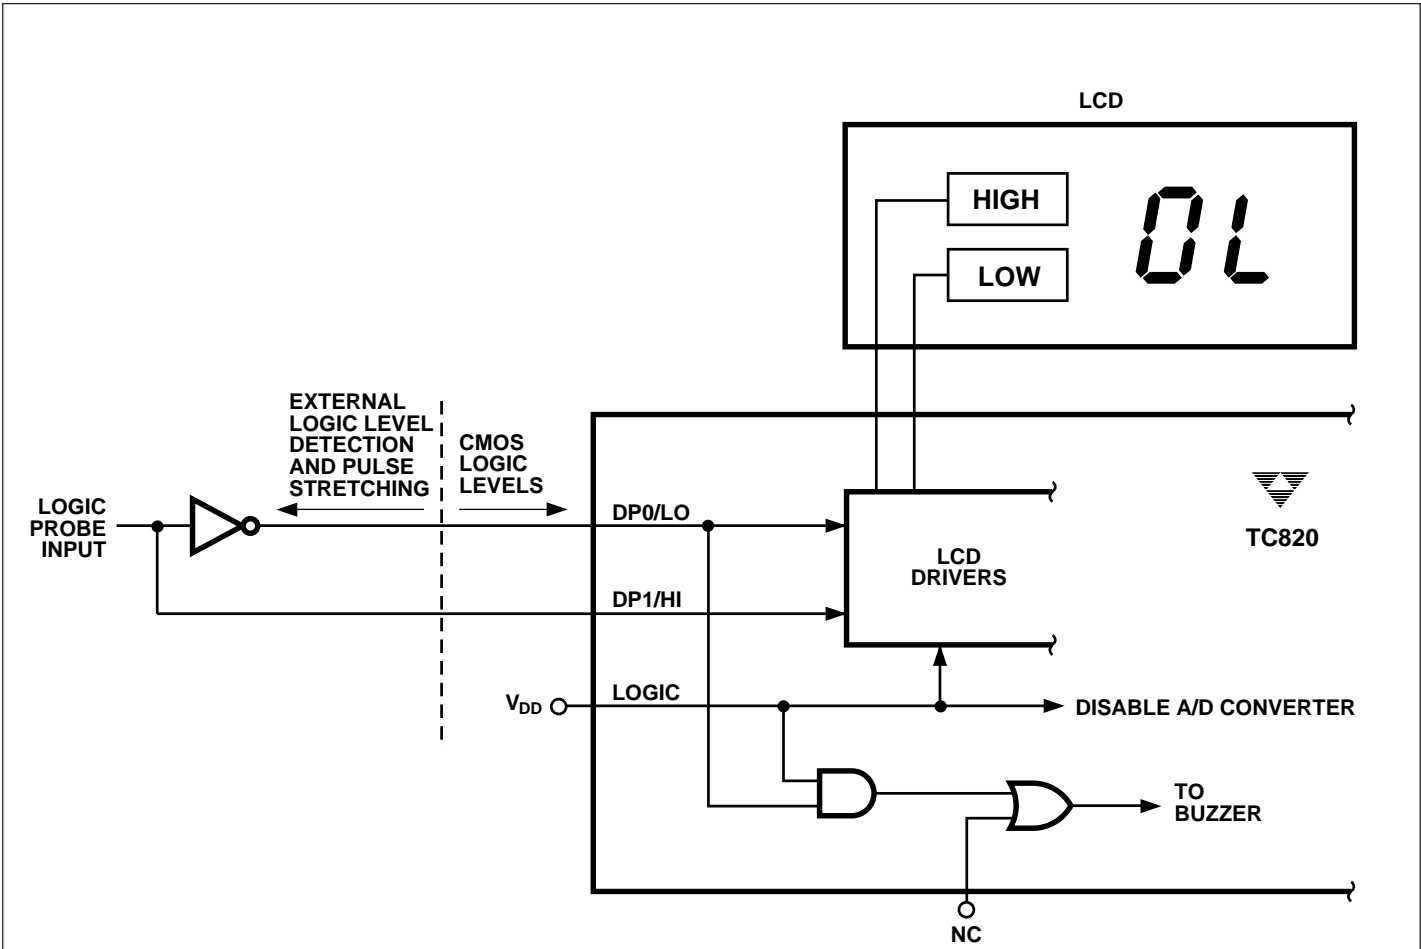 LCD
HIGH
LOW
OL
EXTERNAL
LOGIC LEVEL
DETECTION
AND PULSE
STRETCHING
CMOS
LOGIC
LEVELS
LOGIC
PROBE
INPUT
DP0/LO
DP1/HI
LCD
DRIVERS
TC820
VDD
LOGIC
DISABLE A/D CONVERTER
TO
BUZZER
NC